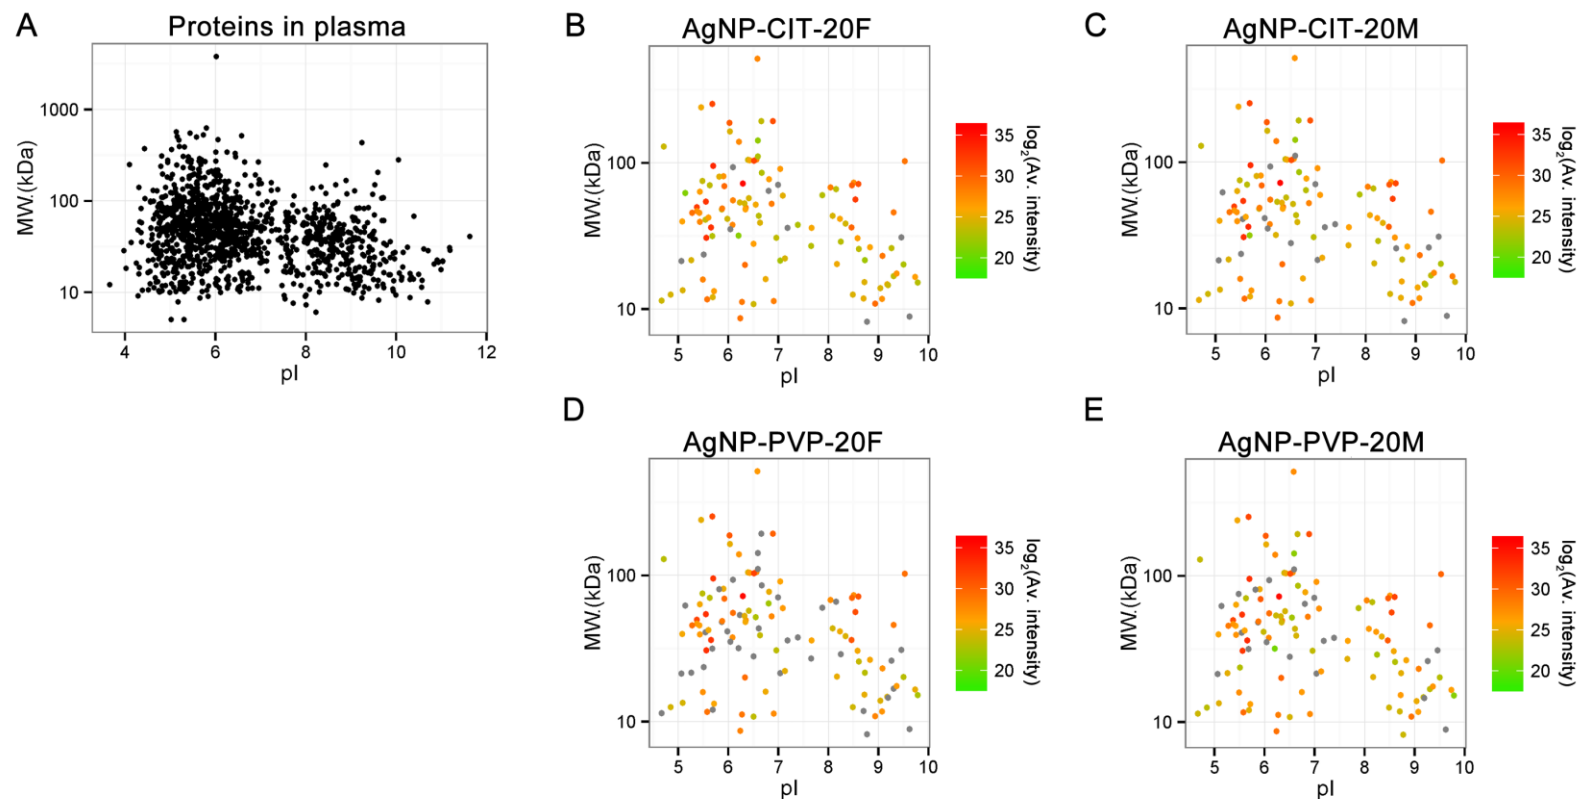 A
Proteins in plasma
MW.(kDa)
1000
100
10
4 6 8 10 12
pI
B
AgNP-CIT-20F
MW.(kDa)
100
10
5 6 7 8 9 10
pI
35
30
25
20
log2(Av. intensity)
C
AgNP-CIT-20M
MW.(kDa)
100
10
5 6 7 8 9 10
pI
35
30
25
20
log2(Av. intensity)
D
AgNP-PVP-20F
MW.(kDa)
100
10
5 6 7 8 9 10
pI
35
30
25
20
log2(Av. intensity)
E
AgNP-PVP-20M
MW.(kDa)
100
10
5 6 7 8 9 10
pI
35
30
25
20
log2(Av. intensity)